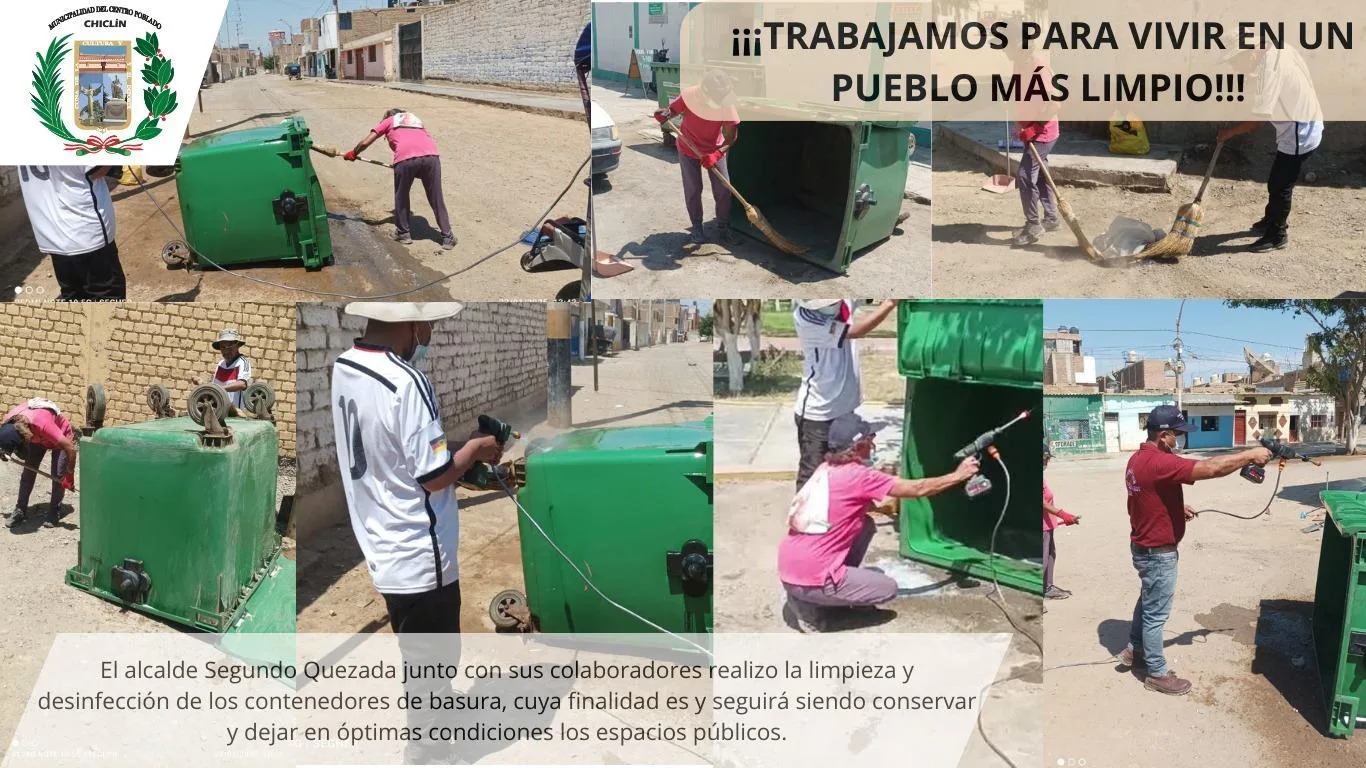 MUNICIPALIDAD DEL CENTRO POBLADO
CHICLÍN
¡¡¡TRABAJAMOS PARA VIVIR EN UN
PUEBLO MÁS LIMPIO!!!
10
10
El alcalde Segundo Quezada junto con sus colaboradores realizo la limpieza y
desinfección de los contenedores de basura, cuya finalidad es y seguirá siendo conservar
y dejar en óptimas condiciones los espacios públicos.